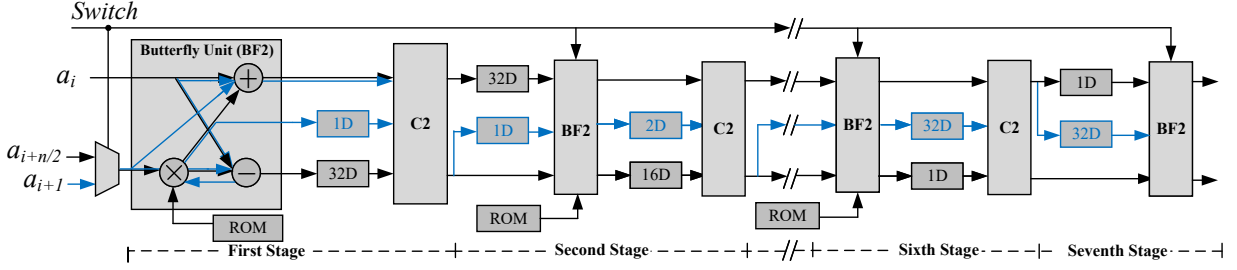 Switch
Butterfly Unit (BF2)
a_i
+
32D
1D
C2
1D
BF2
2D
C2
BF2
32D
C2
1D
32D
BF2
a_{i+n/2}
a_{i+1}
×
−
32D
16D
1D
ROM
ROM
ROM
First Stage
Second Stage
Sixth Stage
Seventh Stage